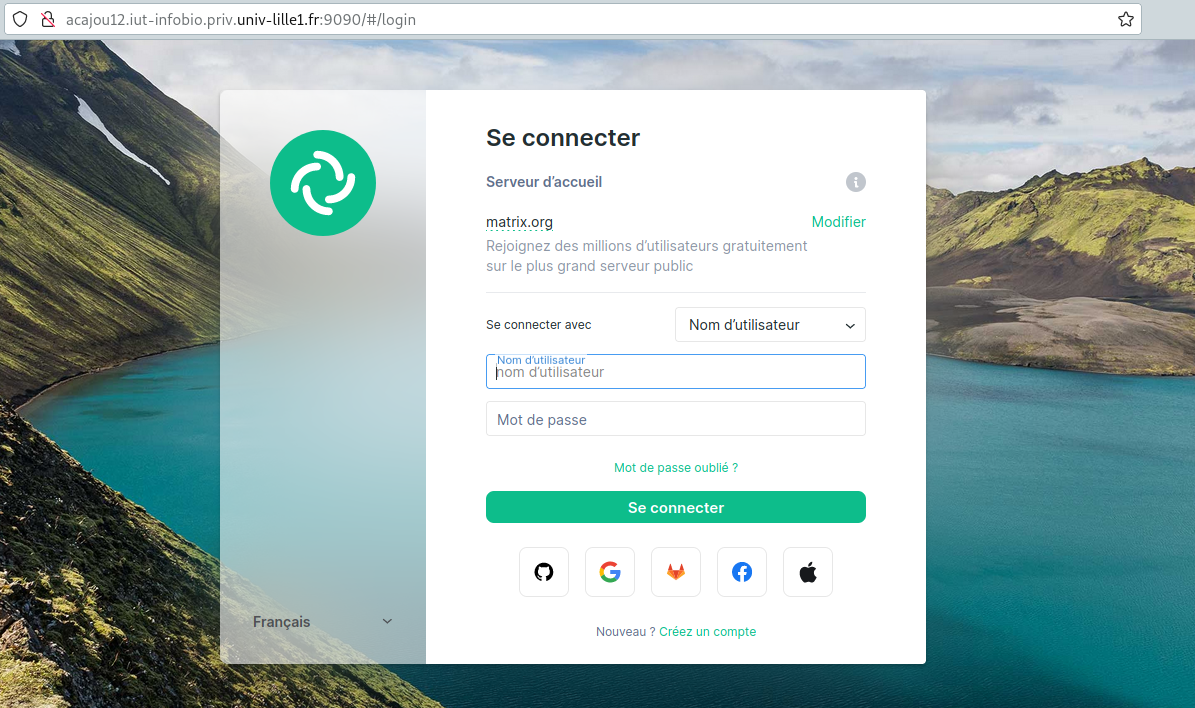 acajou12.iut-infobio.priv.univ-lille1.fr:9090/#/login
Se connecter
Serveur d’accueil
matrix.org
Modifier
Rejoignez des millions d’utilisateurs gratuitement
sur le plus grand serveur public
Se connecter avec
Nom d’utilisateur
Nom d’utilisateur
nom d’utilisateur
Mot de passe
Mot de passe oublié ?
Se connecter
Français
Nouveau ? Créez un compte